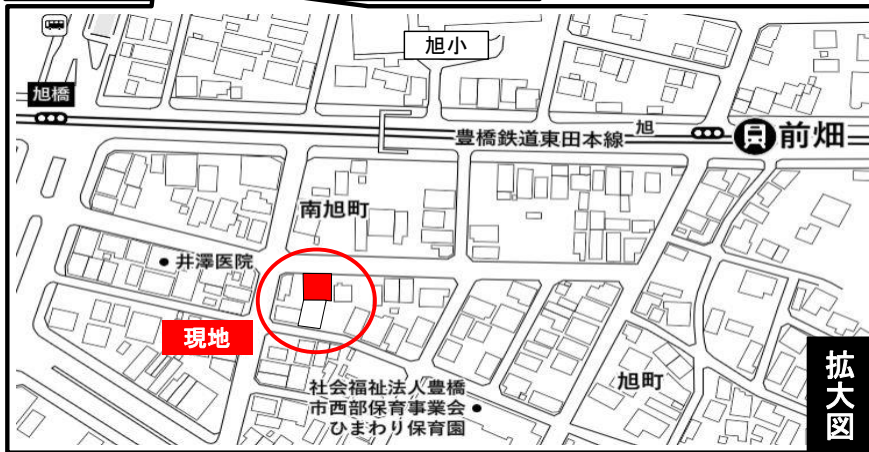 旭小
旭橋
豊橋鉄道東田本線
旭
前畑
南旭町
井澤医院
現地
社会福祉法人豊橋
市西部保育事業会
ひまわり保育園
旭町
拡大図